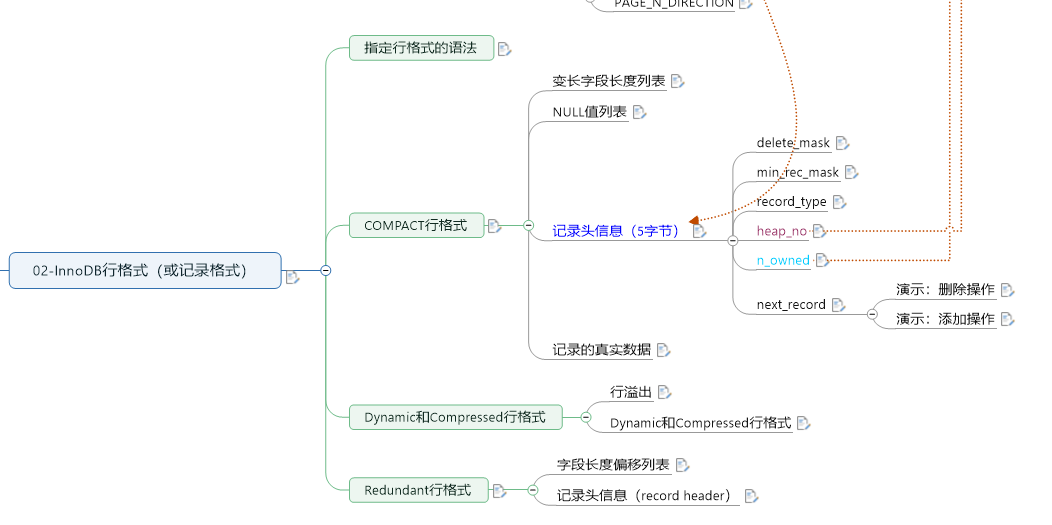 PAGE_N_DIRECTION
指定行格式的语法
变长字段长度列表
NULL值列表
delete_mask
min_rec_mask
record_type
COMPACT行格式
记录头信息（5字节）
heap_no
n_owned
02-InnoDB行格式（或记录格式）
演示：删除操作
next_record
演示：添加操作
记录的真实数据
行溢出
Dynamic和Compressed行格式
Dynamic和Compressed行格式
字段长度偏移列表
Redundant行格式
记录头信息（record header）